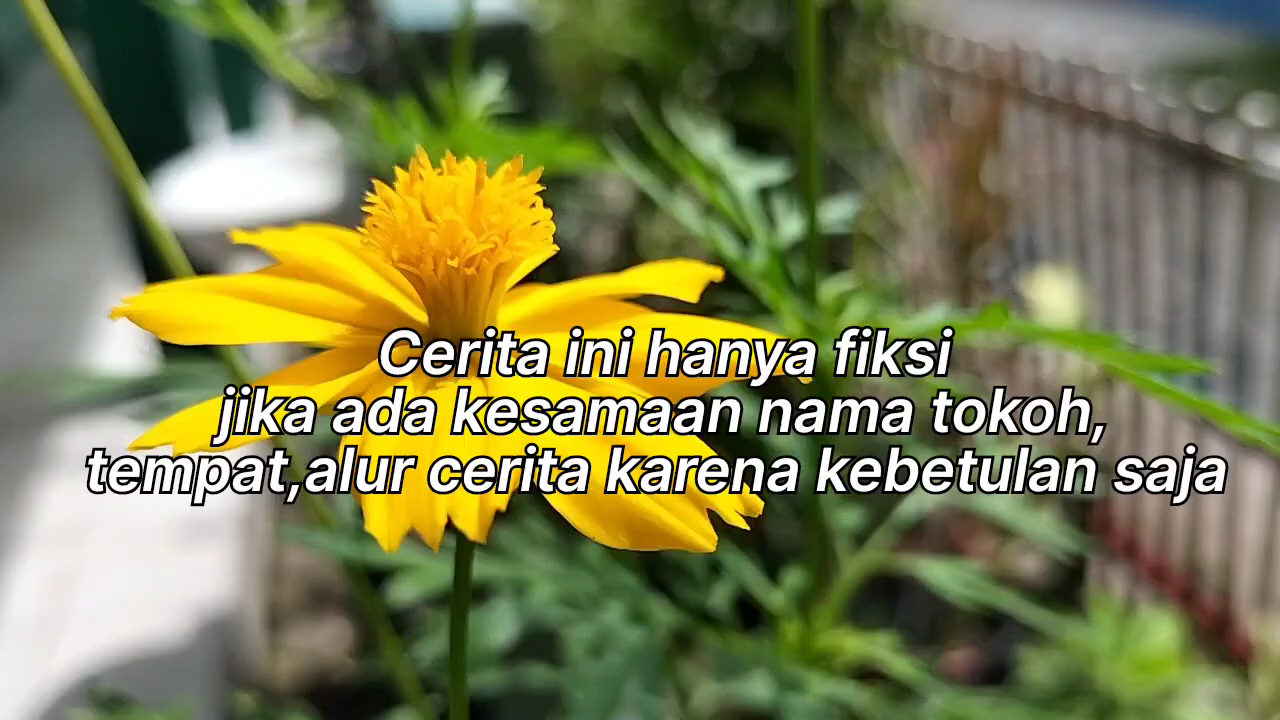 Cerita ini hanya fiksi
jika ada kesamaan nama tokoh,
tempat,alur cerita karena kebetulan saja